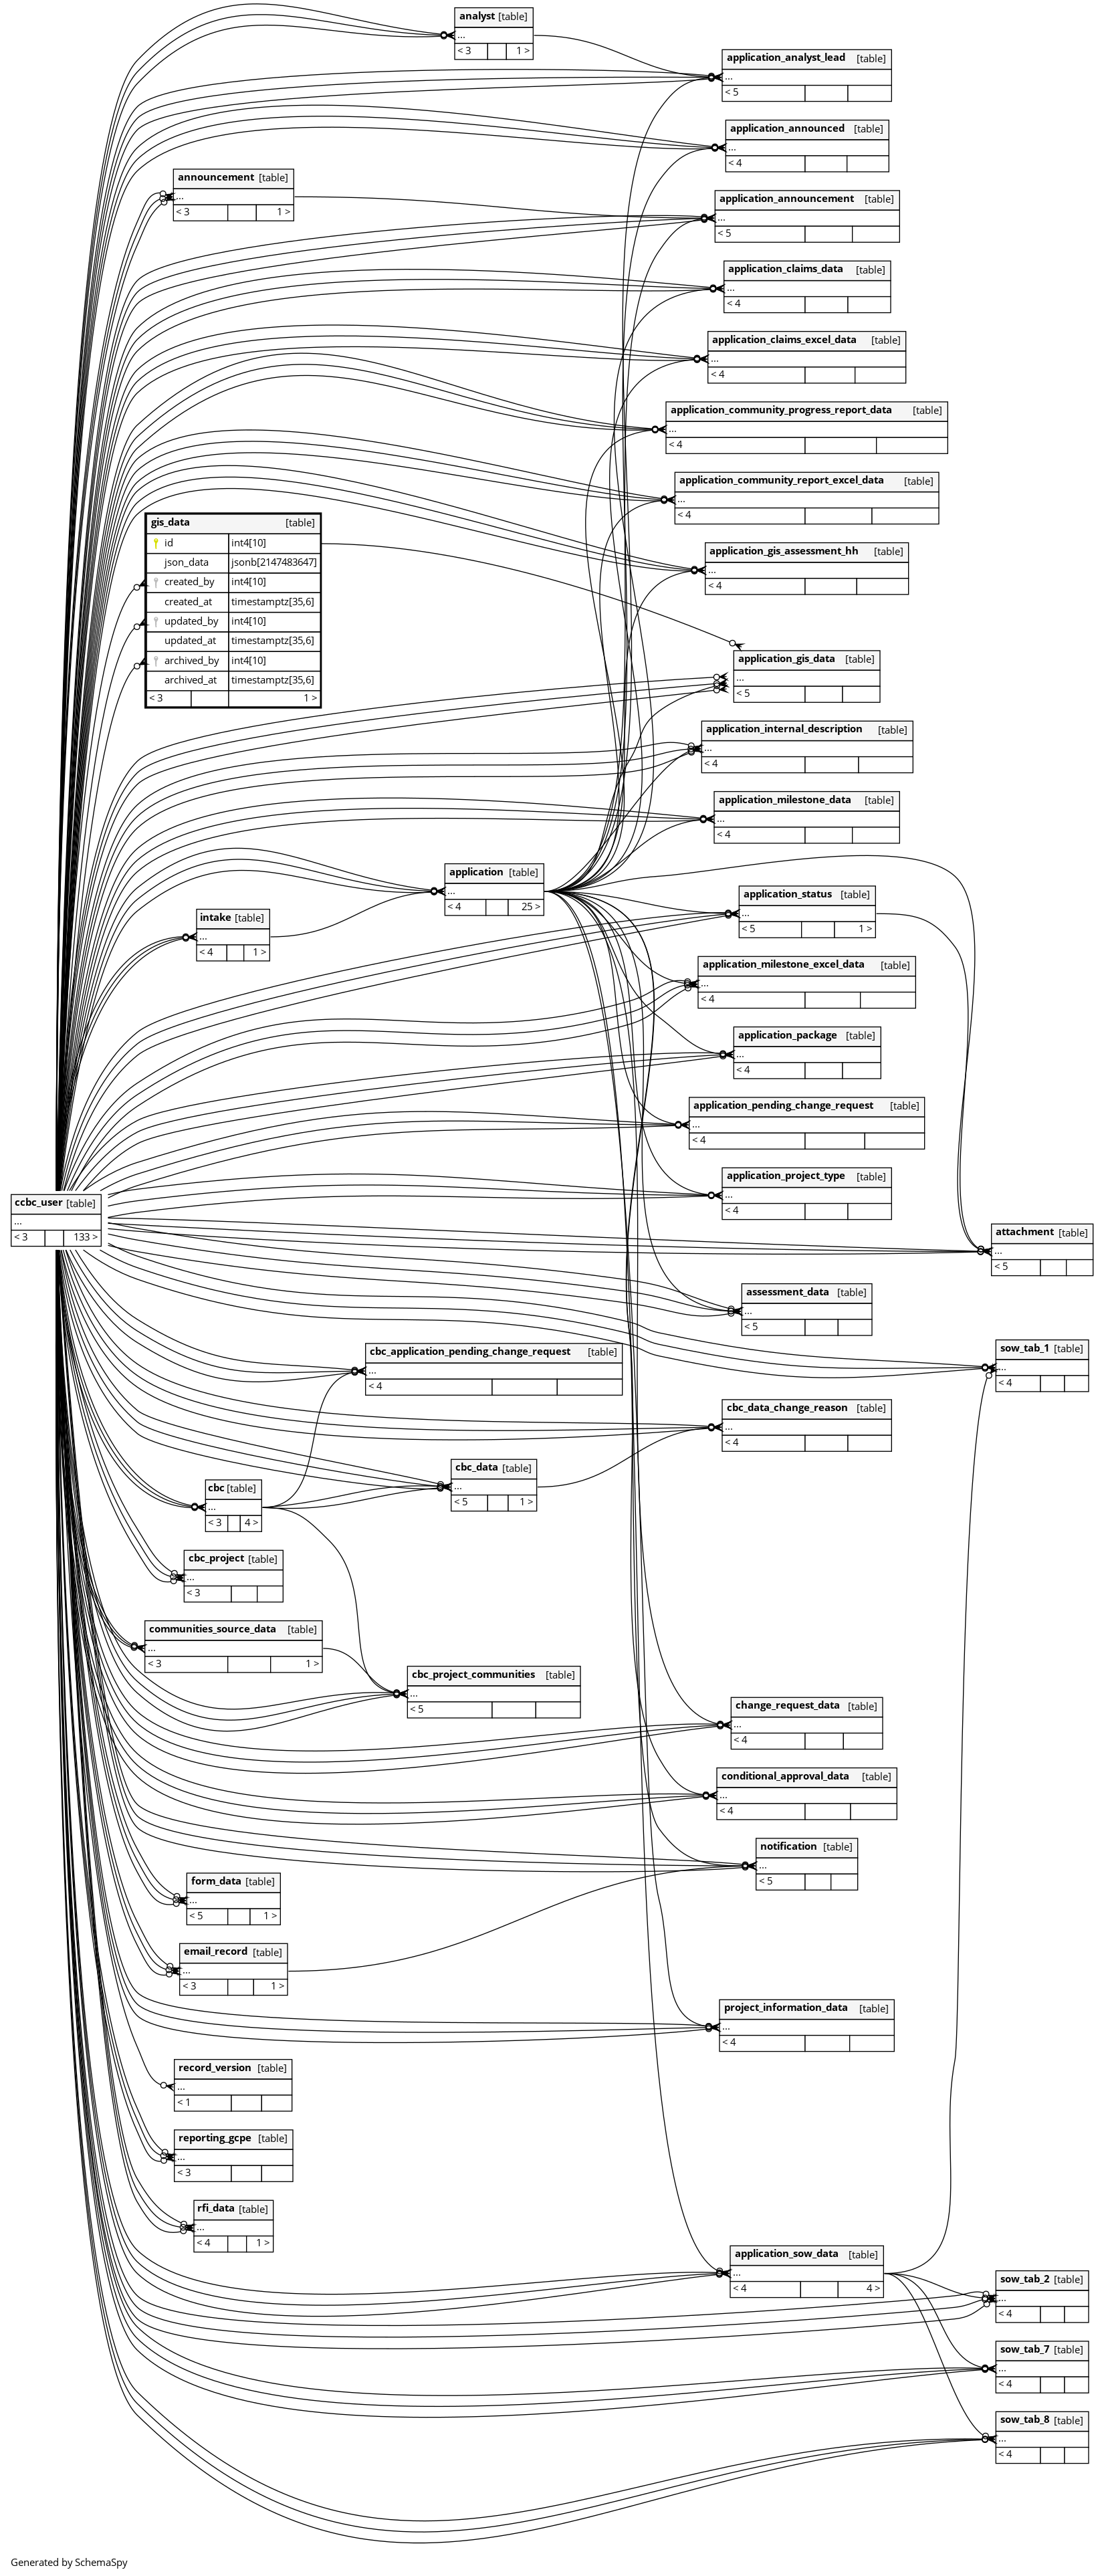 analyst [table]
...
< 3 1 >
application_analyst_lead [table]
...
< 5
application_announced [table]
...
< 4
announcement [table]
...
< 3 1 >
application_announcement [table]
...
< 5
application_claims_data [table]
...
< 4
application_claims_excel_data [table]
...
< 4
application_community_progress_report_data [table]
...
< 4
application_community_report_excel_data [table]
...
< 4
gis_data [table]
id int4[10]
json_data jsonb[2147483647]
created_by int4[10]
created_at timestamptz[35,6]
updated_by int4[10]
updated_at timestamptz[35,6]
archived_by int4[10]
archived_at timestamptz[35,6]
< 3 1 >
application_gis_assessment_hh [table]
...
< 4
application_gis_data [table]
...
< 5
application_internal_description [table]
...
< 4
application_milestone_data [table]
...
< 4
application [table]
...
< 4 25 >
application_status [table]
...
< 5 1 >
intake [table]
...
< 4 1 >
application_milestone_excel_data [table]
...
< 4
application_package [table]
...
< 4
application_pending_change_request [table]
...
< 4
application_project_type [table]
...
< 4
ccbc_user [table]
...
< 3 133 >
attachment [table]
...
< 5
assessment_data [table]
...
< 5
sow_tab_1 [table]
...
< 4
cbc_application_pending_change_request [table]
...
< 4
cbc_data_change_reason [table]
...
< 4
cbc_data [table]
...
< 5 1 >
cbc [table]
...
< 3 4 >
cbc_project [table]
...
< 3
communities_source_data [table]
...
< 3 1 >
cbc_project_communities [table]
...
< 5
change_request_data [table]
...
< 4
conditional_approval_data [table]
...
< 4
notification [table]
...
< 5
form_data [table]
...
< 5 1 >
email_record [table]
...
< 3 1 >
project_information_data [table]
...
< 4
record_version [table]
...
< 1
reporting_gcpe [table]
...
< 3
rfi_data [table]
...
< 4 1 >
application_sow_data [table]
...
< 4 4 >
sow_tab_2 [table]
...
< 4
sow_tab_7 [table]
...
< 4
sow_tab_8 [table]
...
< 4
Generated by SchemaSpy